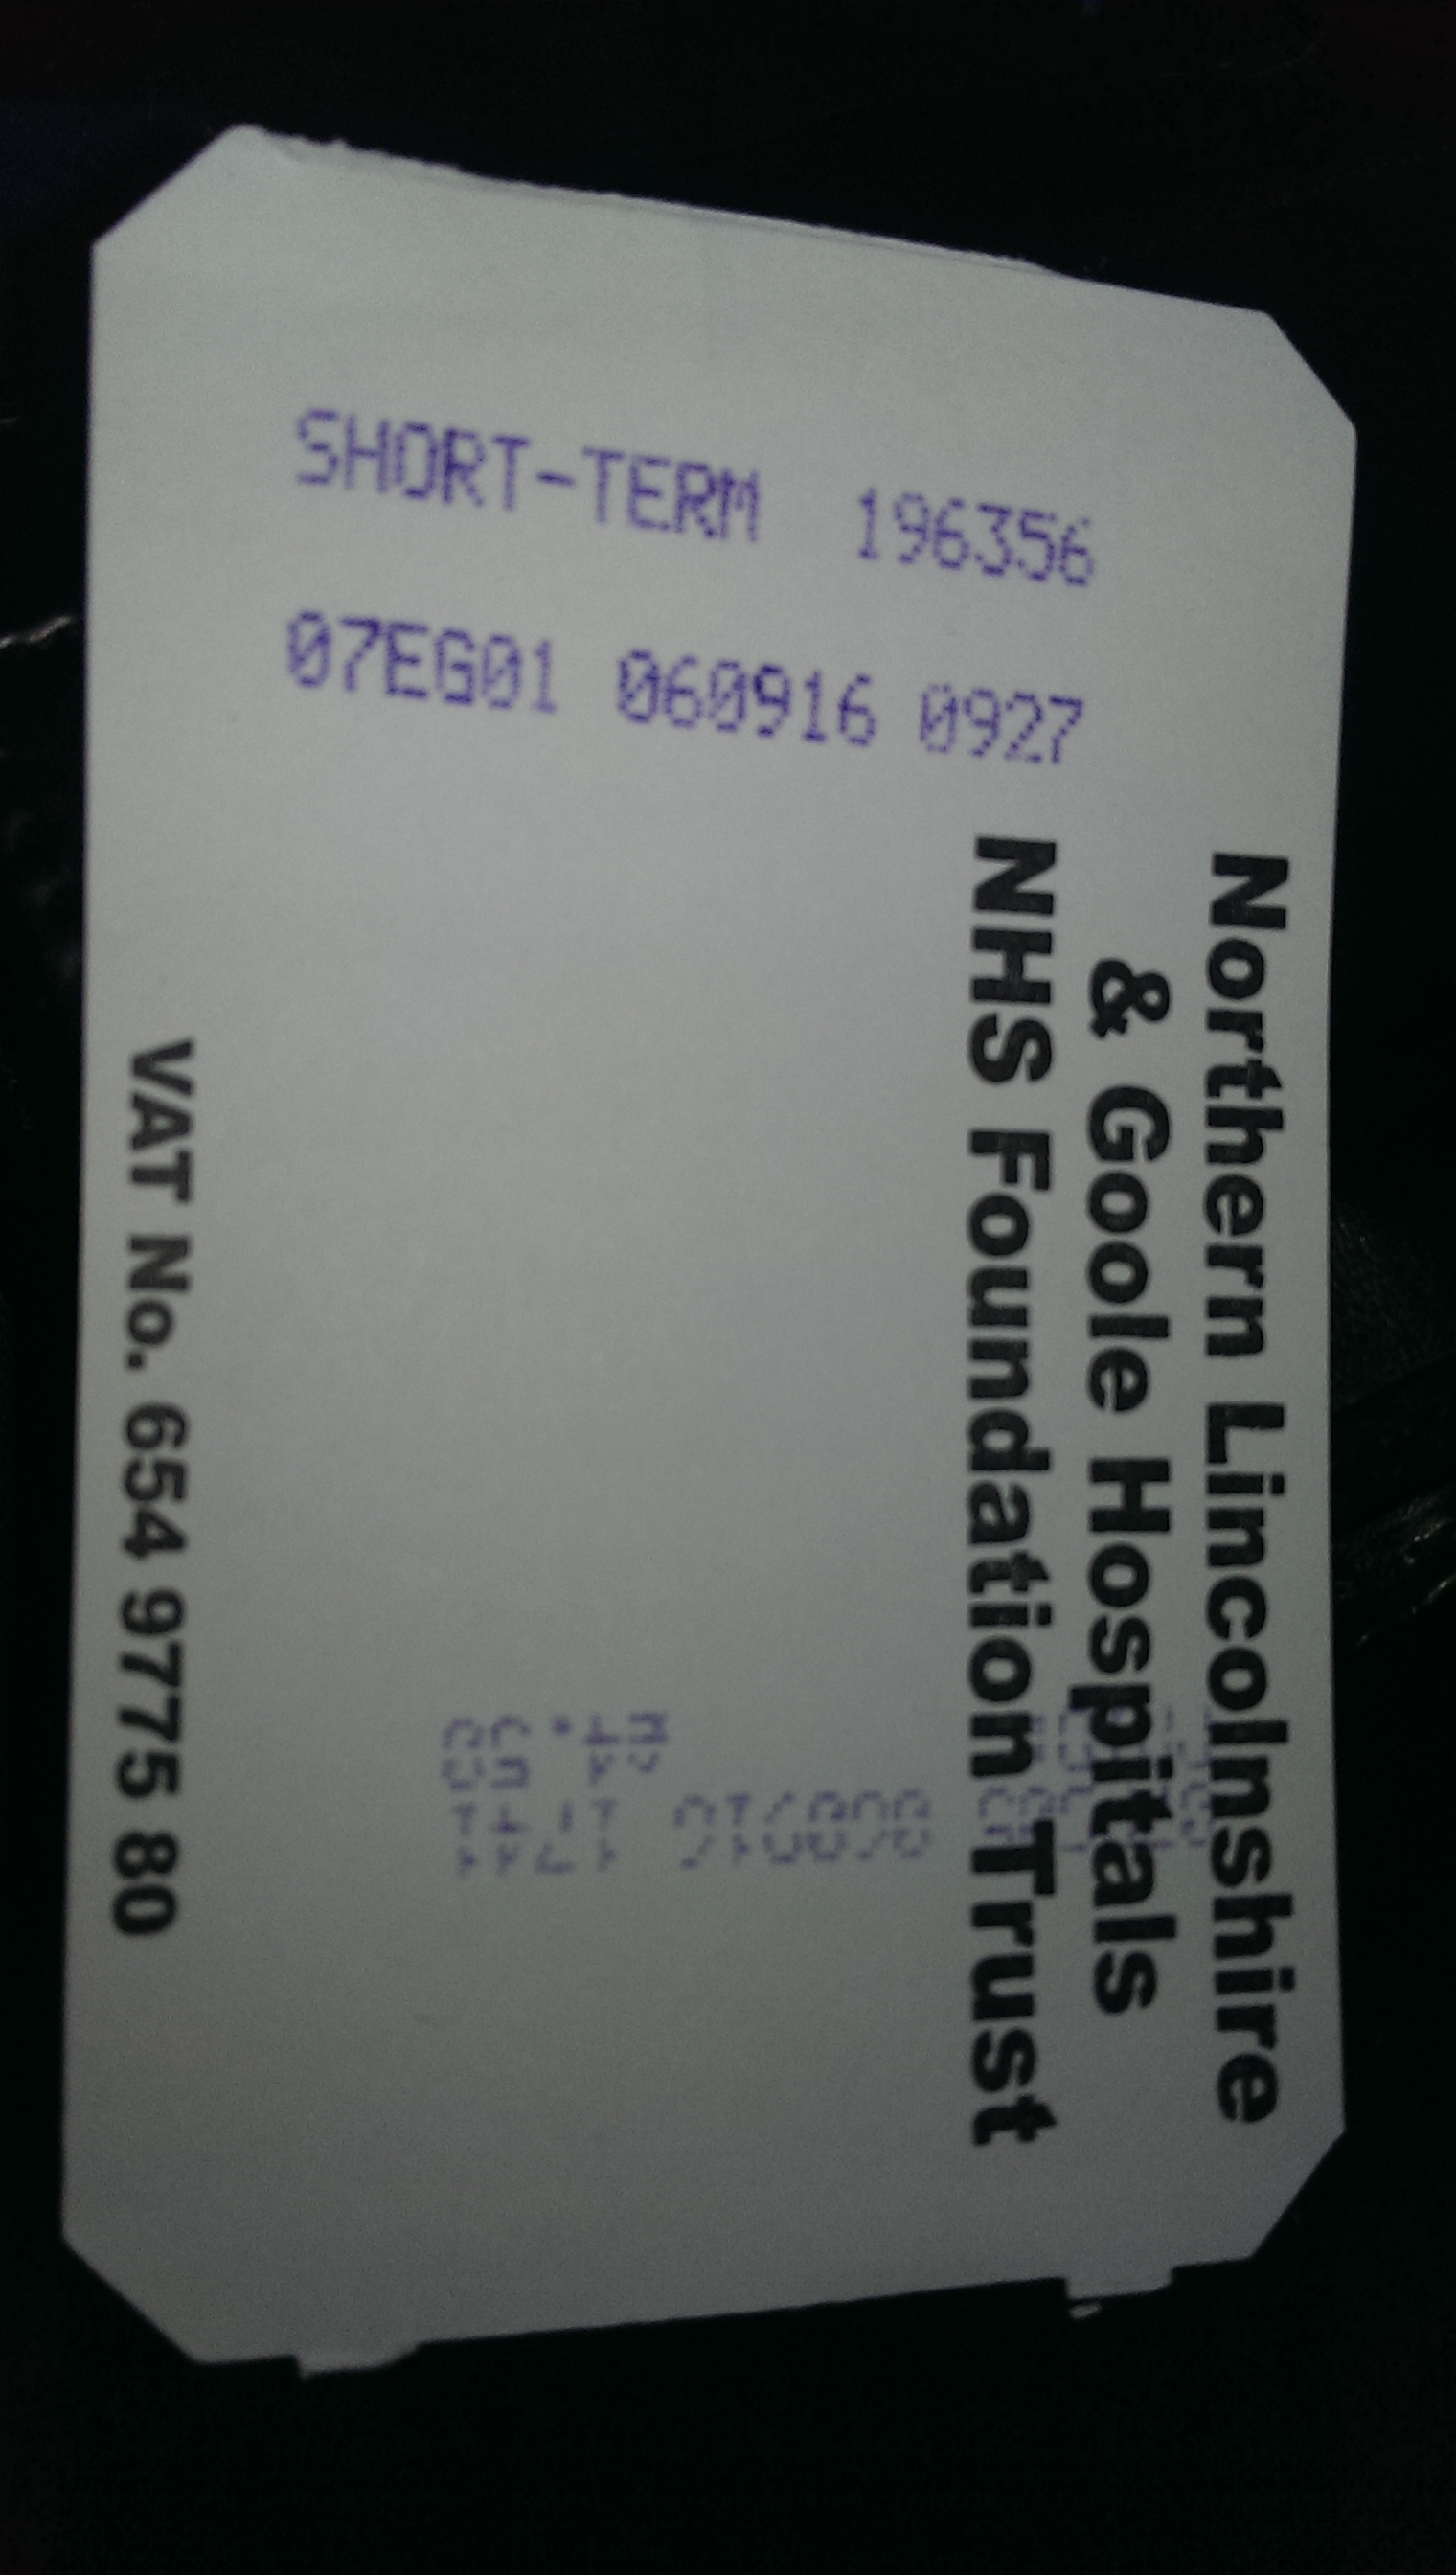 SHORT-TERM 196356
07EG01 060916 0927
Northern Lincolnshire
& Goole Hospitals
NHS Foundation Trust
VAT No. 654 9775 80